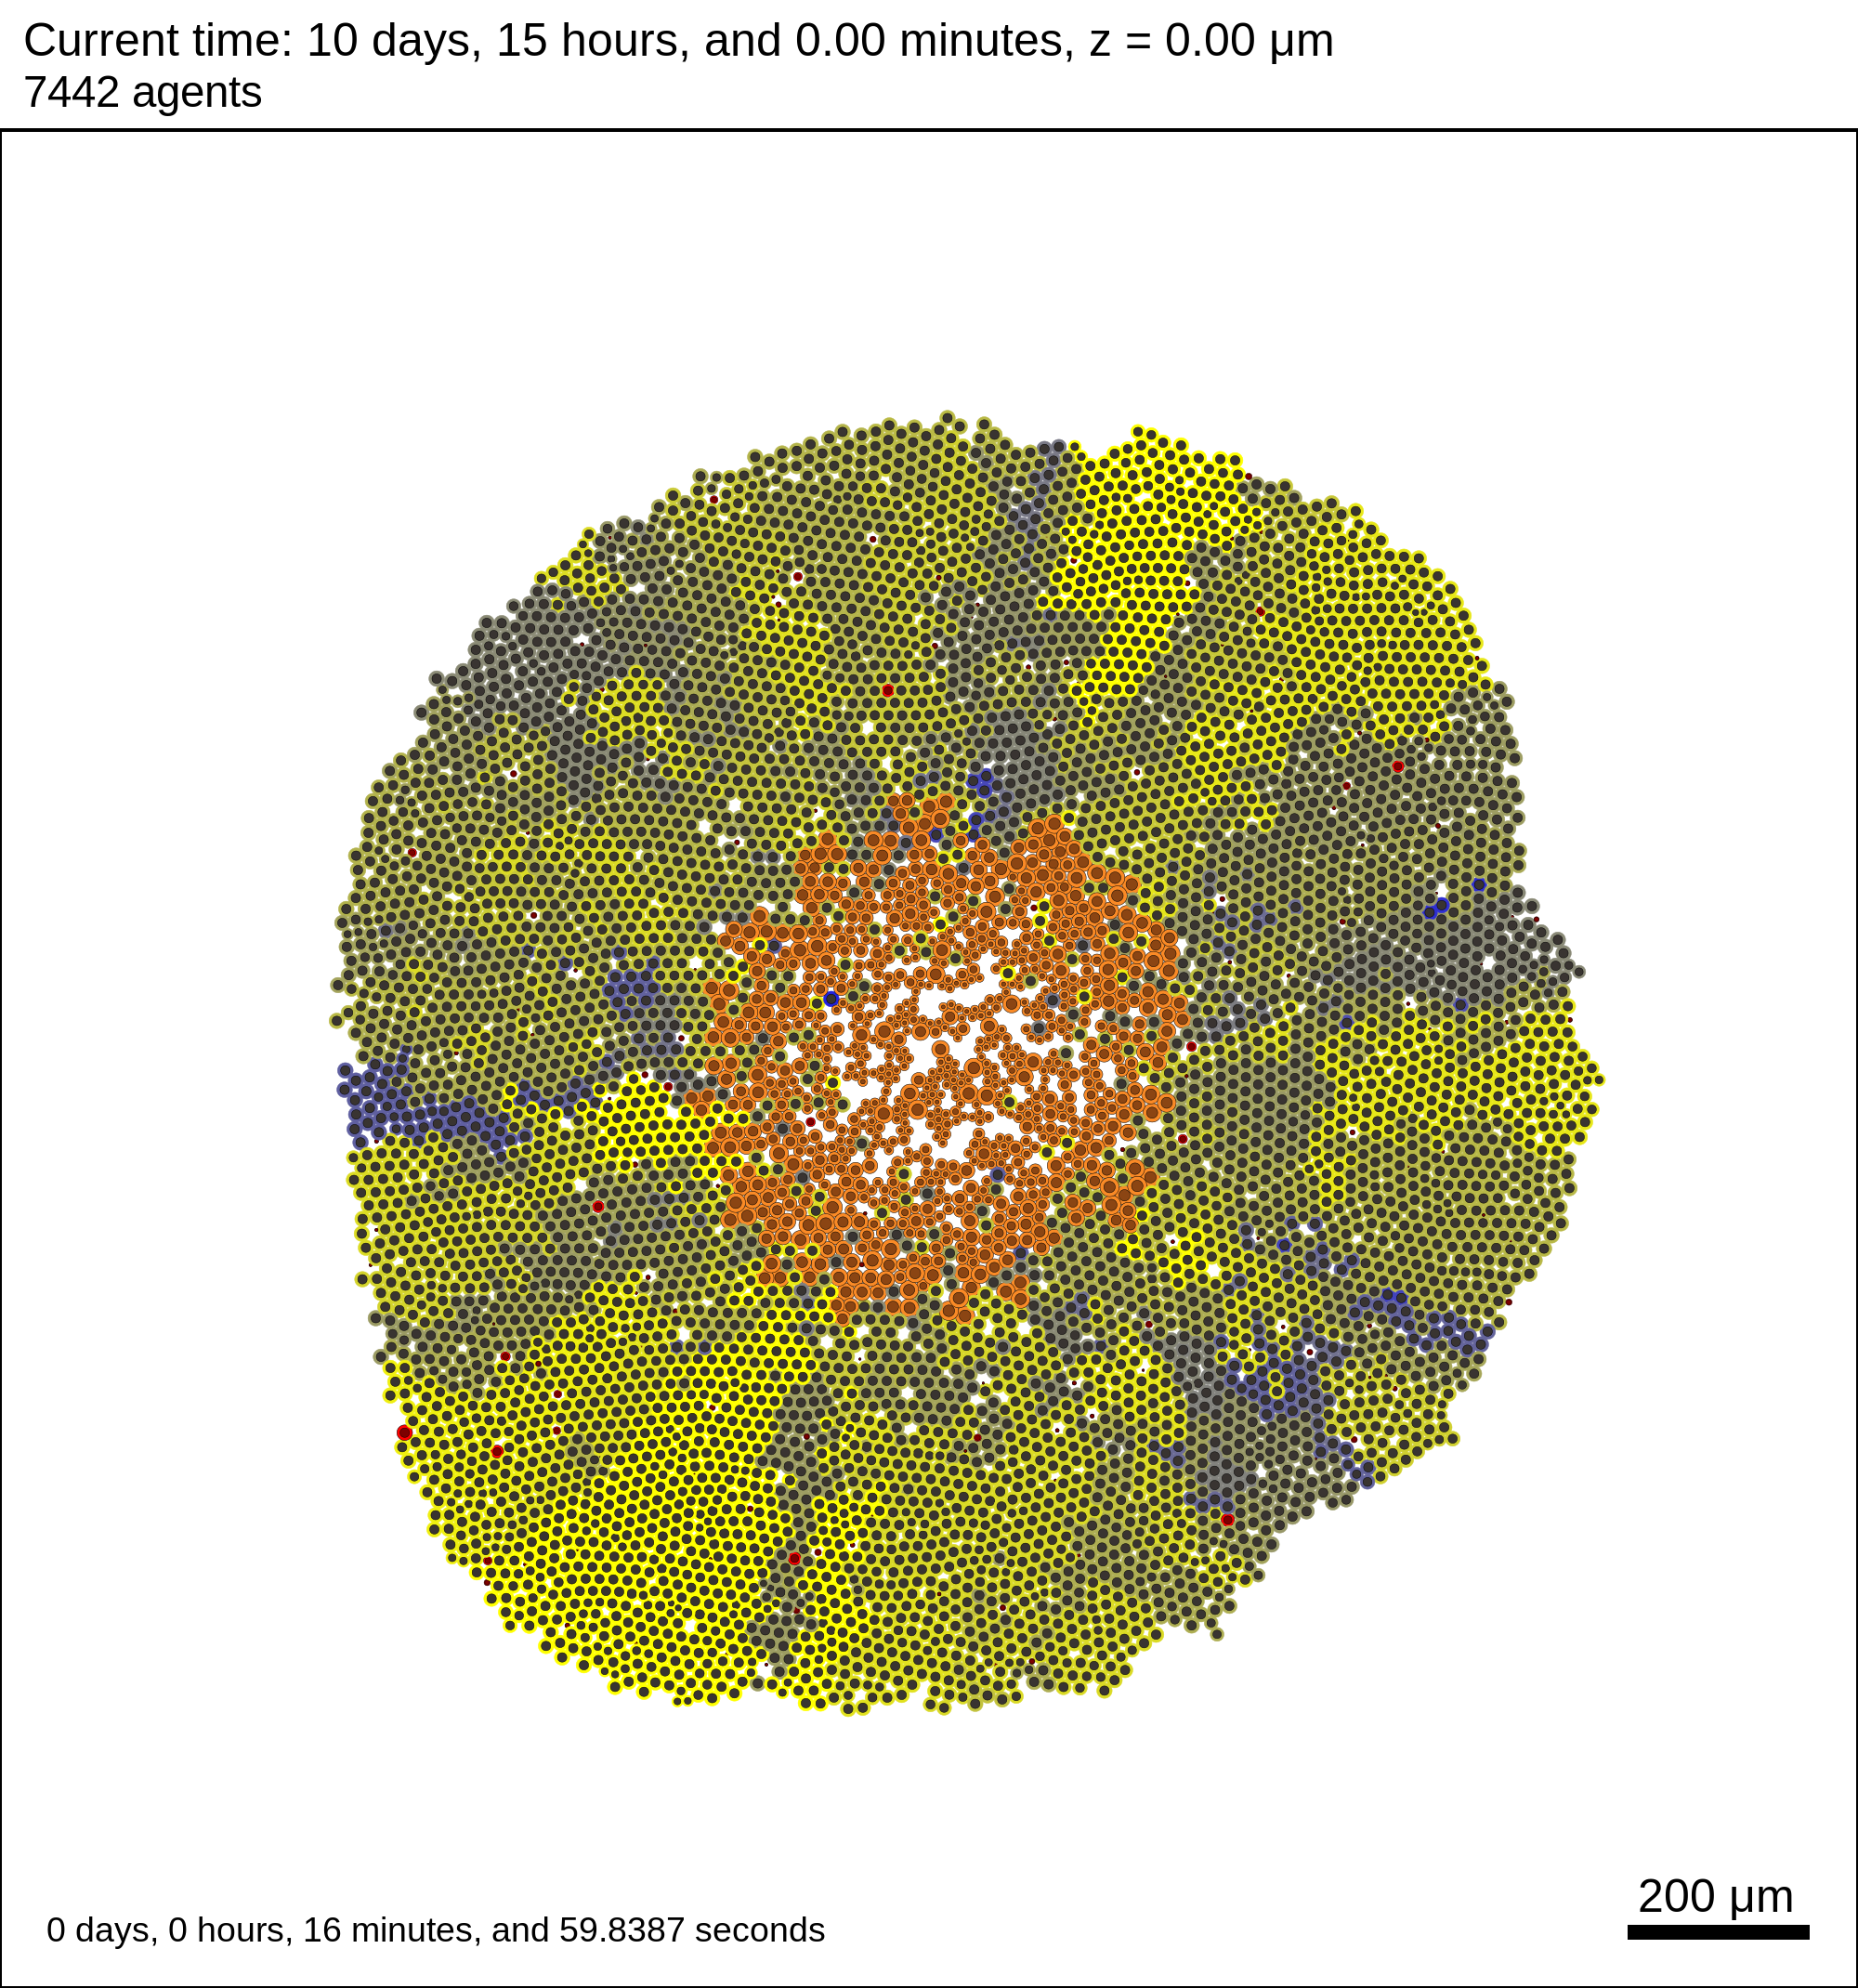 Current time: 10 days, 15 hours, and 0.00 minutes, z = 0.00 μm
7442 agents
200 μm
0 days, 0 hours, 16 minutes, and 59.8387 seconds